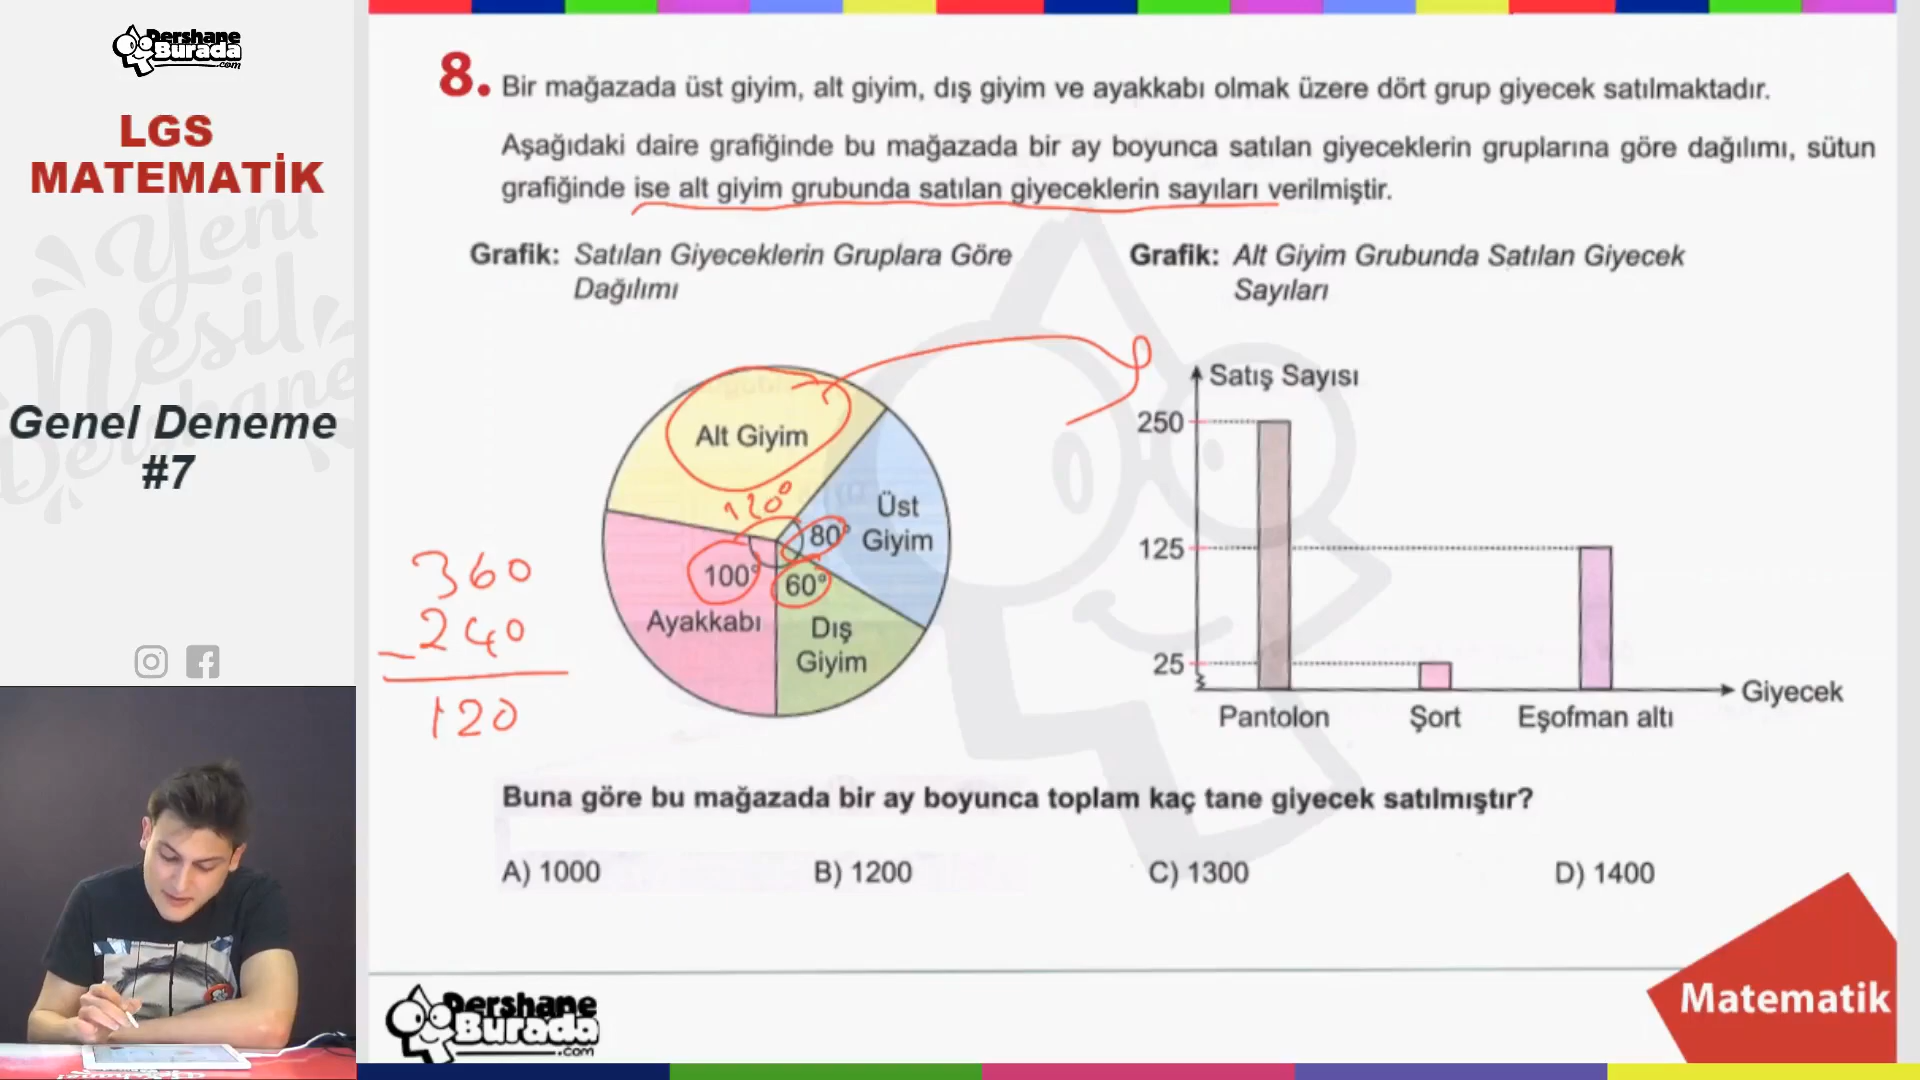 Dershane
Burada
.com
LGS
MATEMATİK
Yeni
Nesil
Dershane
Genel Deneme
#7
8. Bir mağazada üst giyim, alt giyim, dış giyim ve ayakkabı olmak üzere dört grup giyecek satılmaktadır.
Aşağıdaki daire grafiğinde bu mağazada bir ay boyunca satılan giyeceklerin gruplarına göre dağılımı, sütun
grafiğinde ise alt giyim grubunda satılan giyeceklerin sayıları verilmiştir.
Grafik: Satılan Giyeceklerin Gruplara Göre
Dağılımı
Grafik: Alt Giyim Grubunda Satılan Giyecek
Sayıları
Alt Giyim
120°
Üst
Giyim
80°
100°
60°
Ayakkabı
Dış
Giyim
360
- 240
120
Satış Sayısı
250
125
25
Giyecek
Pantolon Şort Eşofman altı
Buna göre bu mağazada bir ay boyunca toplam kaç tane giyecek satılmıştır?
A) 1000 B) 1200 C) 1300 D) 1400
Dershane
Burada
.com
Matematik